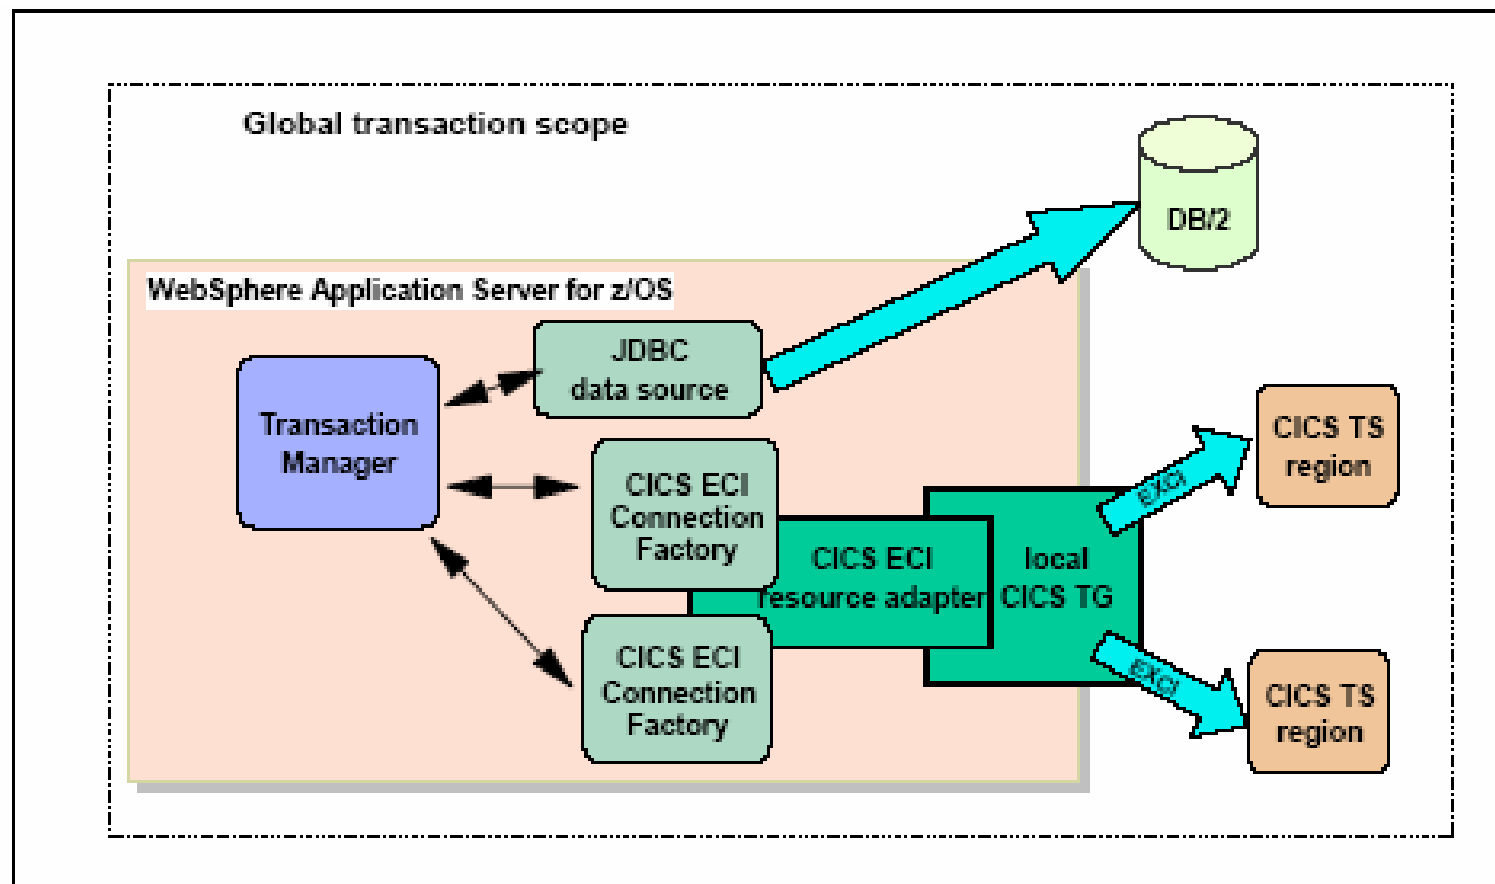 Global transaction scope
DB/2
WebSphere Application Server for z/OS
JDBC
data source
Transaction
Manager
CICS ECI
Connection
Factory
CICS ECI
resource adapter
local
CICS TG
EXCI
CICS TS
region
CICS ECI
Connection
Factory
EXCI
CICS TS
region